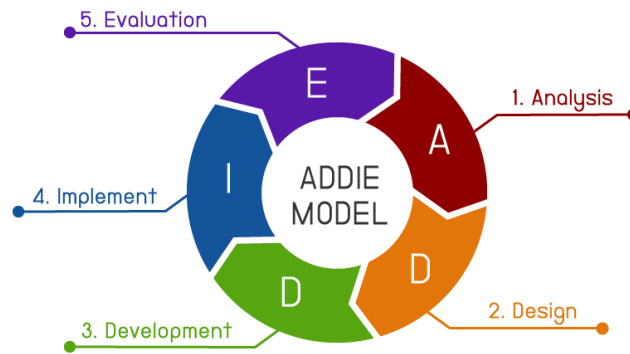 5. Evaluation
E
1. Analysis
A
I
ADDIE
MODEL
4. Implement
D
D
2. Design
3. Development